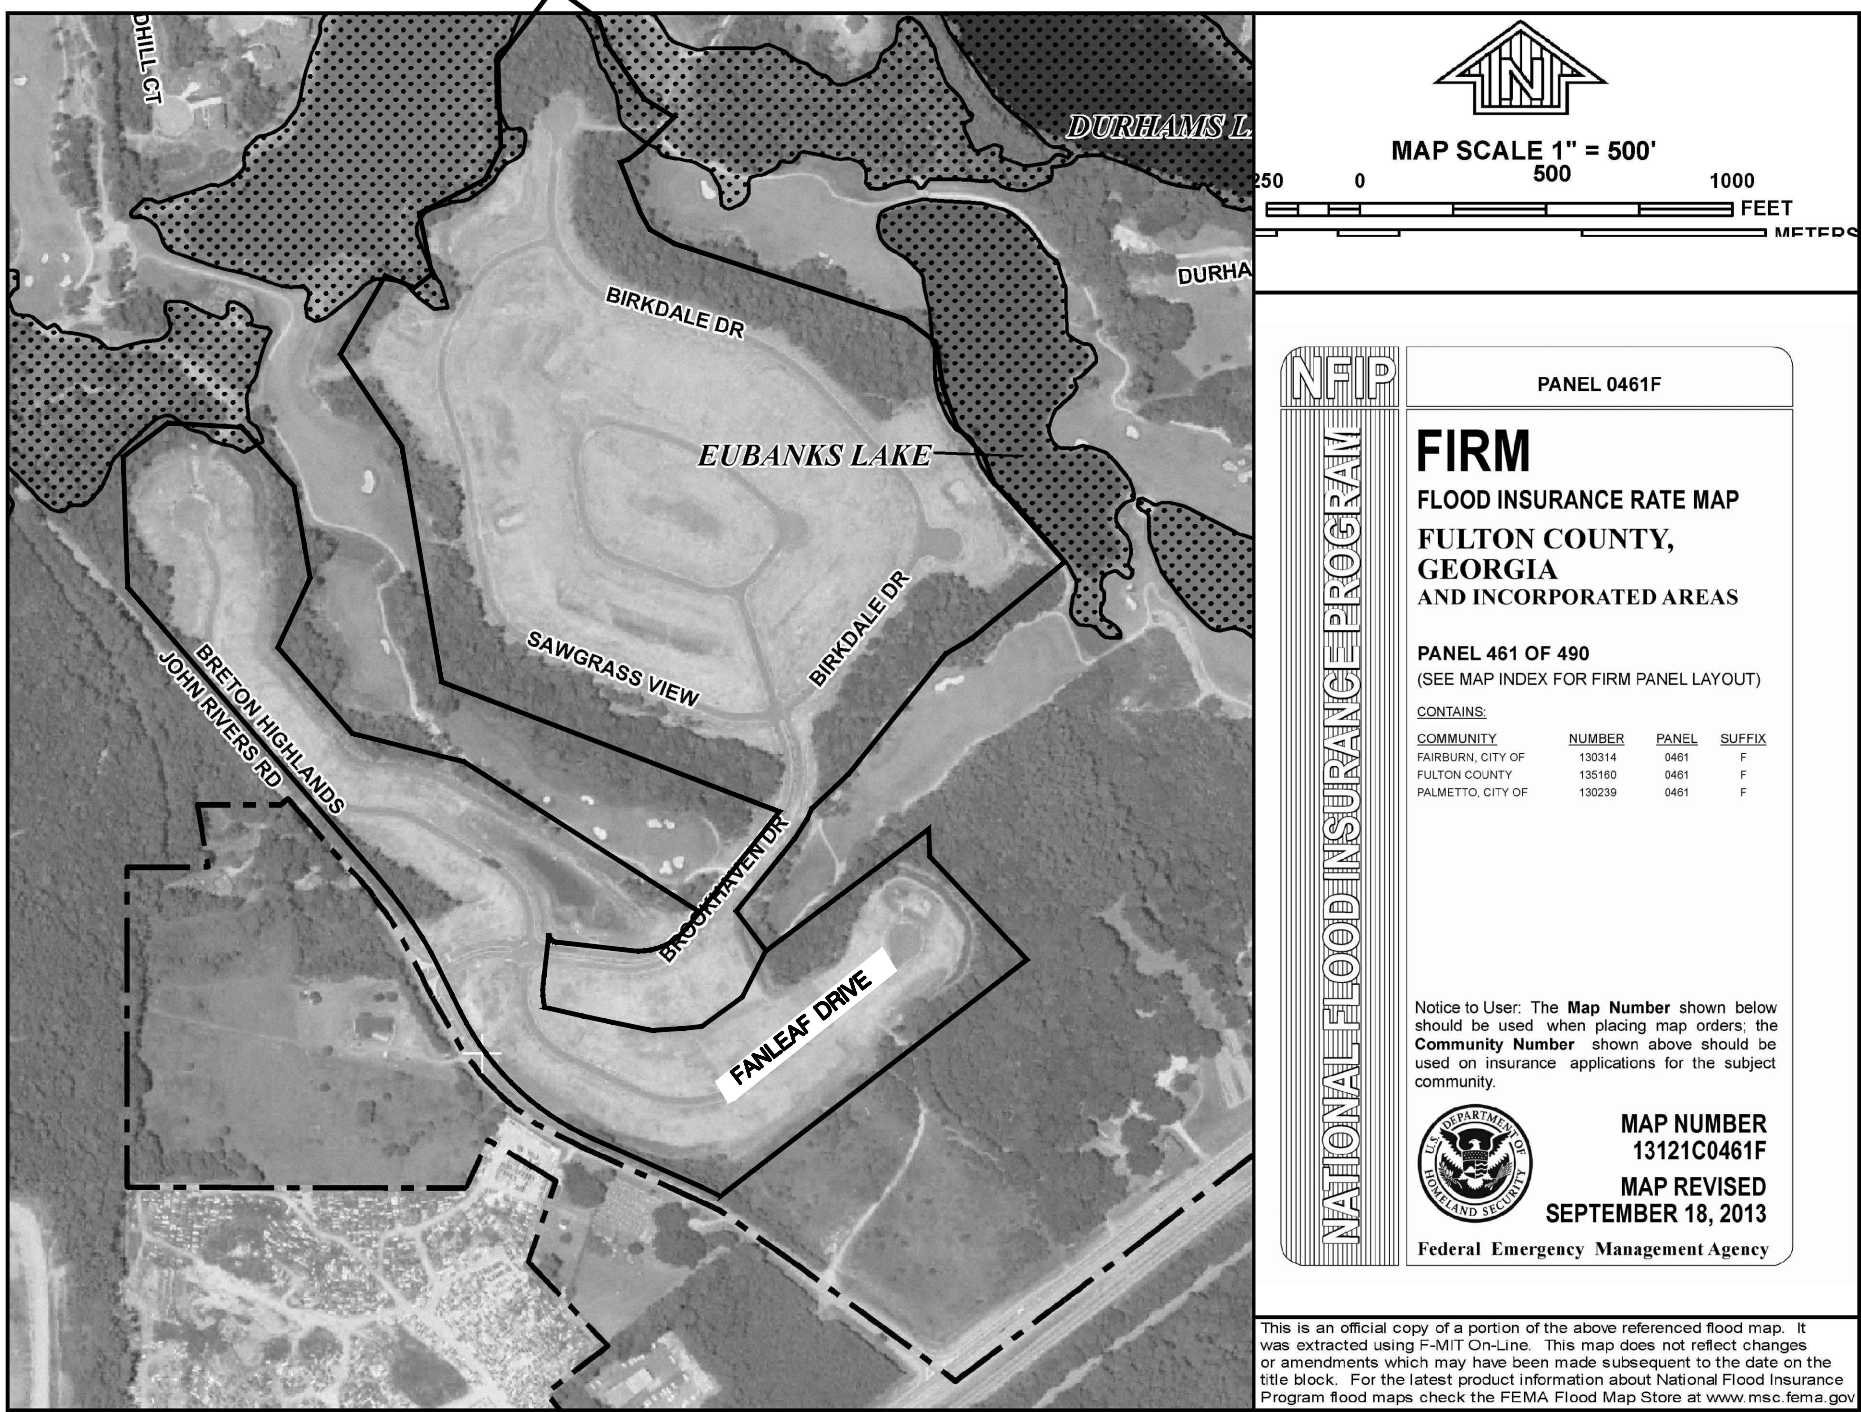 DHILL CT
DURHAMS L
DURHA
BIRKDALE DR
EUBANKS LAKE
BIRKDALE DR
SAWGRASS VIEW
BRETON HIGHLANDS
JOHN RIVERS RD
BROOKHAVEN DR
FANLEAF DRIVE
N
MAP SCALE 1" = 500'
250 0 500 1000
FEET
METERS
NFIP
NATIONAL FLOOD INSURANCE PROGRAM
PANEL 0461F
FIRM
FLOOD INSURANCE RATE MAP
FULTON COUNTY,
GEORGIA
AND INCORPORATED AREAS
PANEL 461 OF 490
(SEE MAP INDEX FOR FIRM PANEL LAYOUT)
CONTAINS:
COMMUNITY NUMBER PANEL SUFFIX
FAIRBURN, CITY OF 130314 0461 F
FULTON COUNTY 135160 0461 F
PALMETTO, CITY OF 130239 0461 F
Notice to User: The Map Number shown below
should be used when placing map orders; the
Community Number shown above should be
used on insurance applications for the subject
community.
U.S. DEPARTMENT OF
HOMELAND SECURITY
MAP NUMBER
13121C0461F
MAP REVISED
SEPTEMBER 18, 2013
Federal Emergency Management Agency
This is an official copy of a portion of the above referenced flood map. It
was extracted using F-MIT On-Line. This map does not reflect changes
or amendments which may have been made subsequent to the date on the
title block. For the latest product information about National Flood Insurance
Program flood maps check the FEMA Flood Map Store at www.msc.fema.gov